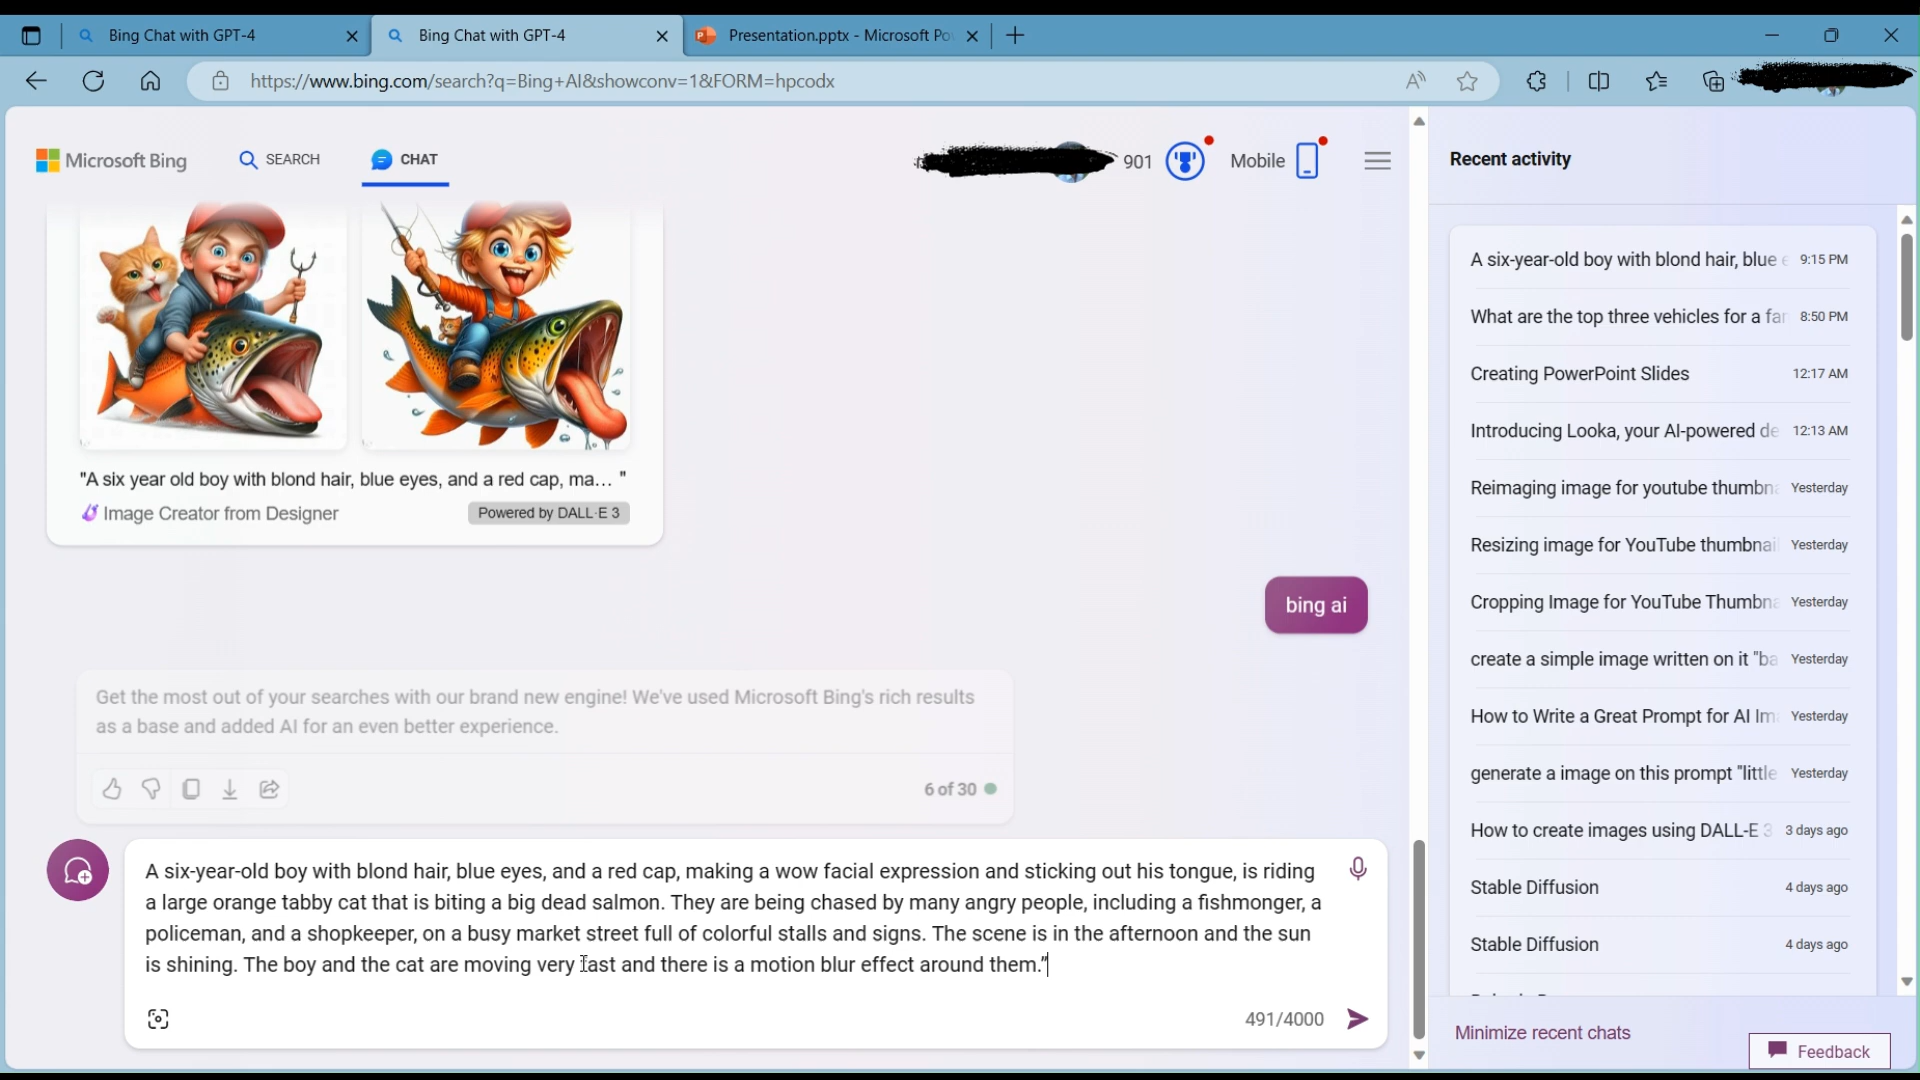 Bing Chat with GPT-4
Bing Chat with GPT-4
Presentation.pptx - Microsoft Po
https://www.bing.com/search?q=Bing+AI&showconv=1&FORM=hpcodx
Microsoft Bing
SEARCH
CHAT
901
Mobile
"A six year old boy with blond hair, blue eyes, and a red cap, ma... "
Image Creator from Designer
Powered by DALL·E 3
bing ai
Get the most out of your searches with our brand new engine! We've used Microsoft Bing's rich results
as a base and added AI for an even better experience.
6 of 30
A six-year-old boy with blond hair, blue eyes, and a red cap, making a wow facial expression and sticking out his tongue, is riding
a large orange tabby cat that is biting a big dead salmon. They are being chased by many angry people, including a fishmonger, a
policeman, and a shopkeeper, on a busy market street full of colorful stalls and signs. The scene is in the afternoon and the sun
is shining. The boy and the cat are moving very fast and there is a motion blur effect around them.”
491/4000
Recent activity
A six-year-old boy with blond hair, blue e 9:15 PM
What are the top three vehicles for a far 8:50 PM
Creating PowerPoint Slides 12:17 AM
Introducing Looka, your AI-powered de 12:13 AM
Reimaging image for youtube thumbna Yesterday
Resizing image for YouTube thumbnail Yesterday
Cropping Image for YouTube Thumbna Yesterday
create a simple image written on it "ba Yesterday
How to Write a Great Prompt for AI Ima Yesterday
generate a image on this prompt "little Yesterday
How to create images using DALL-E 3 3 days ago
Stable Diffusion 4 days ago
Stable Diffusion 4 days ago
Minimize recent chats
Feedback